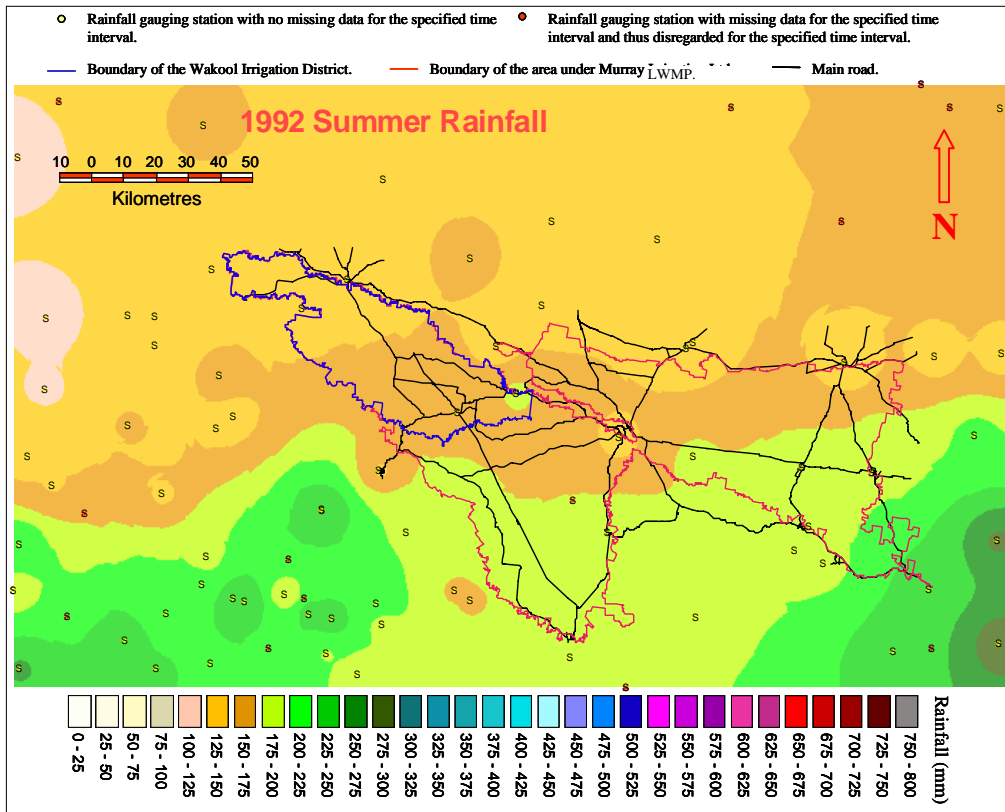 Rainfall gauging station with no missing data for the specified time
interval.
Rainfall gauging station with missing data for the specified time
interval and thus disregarded for the specified time interval.
Boundary of the Wakool Irrigation District.
Boundary of the area under Murray LWMP.
Main road.
1992 Summer Rainfall
10 0 10 20 30 40 50
Kilometres
N
0 - 25
25 - 50
50 - 75
75 - 100
100 - 125
125 - 150
150 - 175
175 - 200
200 - 225
225 - 250
250 - 275
275 - 300
300 - 325
325 - 350
350 - 375
375 - 400
400 - 425
425 - 450
450 - 475
475 - 500
500 - 525
525 - 550
550 - 575
575 - 600
600 - 625
625 - 650
650 - 675
675 - 700
700 - 725
725 - 750
750 - 800
Rainfall (mm)